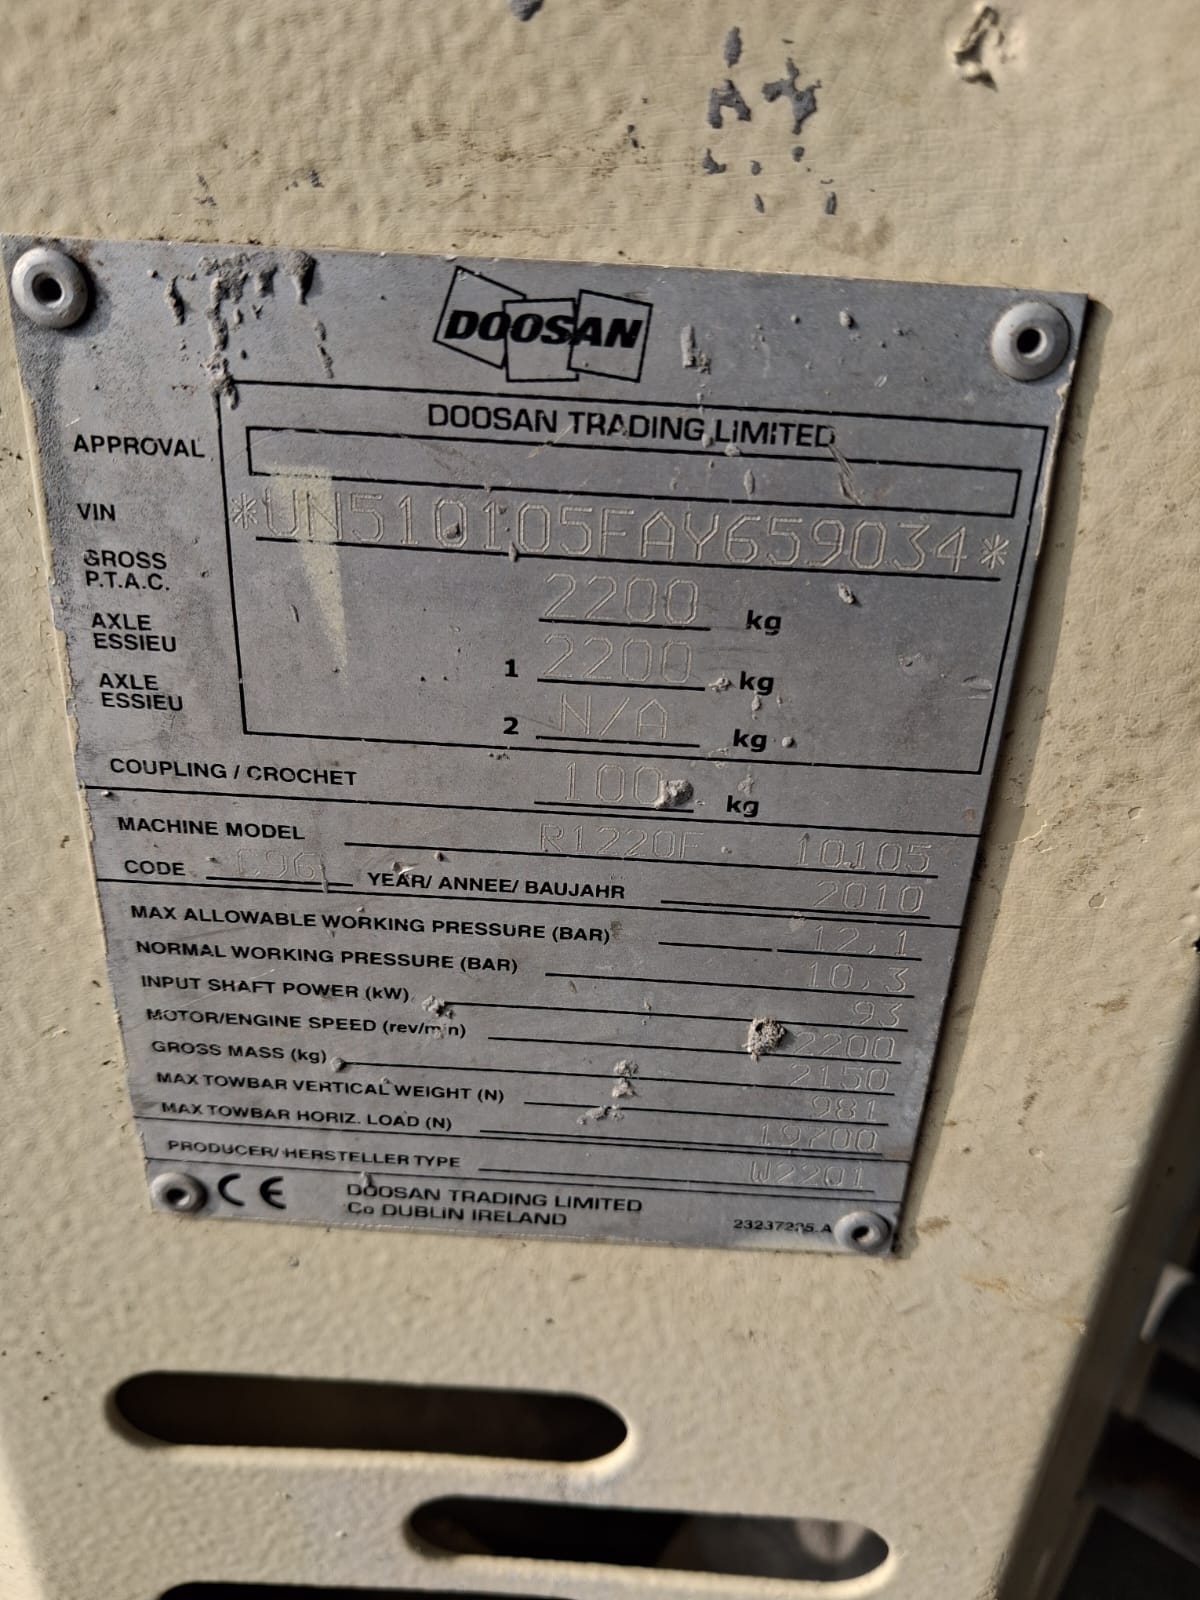 DOOSAN
DOOSAN TRADING LIMITED
APPROVAL
VIN *UN510105FAY659034*
GROSS
P.T.A.C. 2200 kg
AXLE
ESSIEU 1 2200 kg
AXLE
ESSIEU 2 N/A kg
COUPLING / CROCHET 100 kg
MACHINE MODEL R1220F 10105
CODE C96 YEAR/ ANNEE/ BAUJAHR 2010
MAX ALLOWABLE WORKING PRESSURE (BAR) 12,1
NORMAL WORKING PRESSURE (BAR) 10,3
INPUT SHAFT POWER (kW) 93
MOTOR/ENGINE SPEED (rev/min) 2200
GROSS MASS (kg) 2150
MAX TOWBAR VERTICAL WEIGHT (N) 981
MAX TOWBAR HORIZ. LOAD (N) 19700
PRODUCER/ HERSTELLER TYPE W2201
CE DOOSAN TRADING LIMITED
Co DUBLIN IRELAND